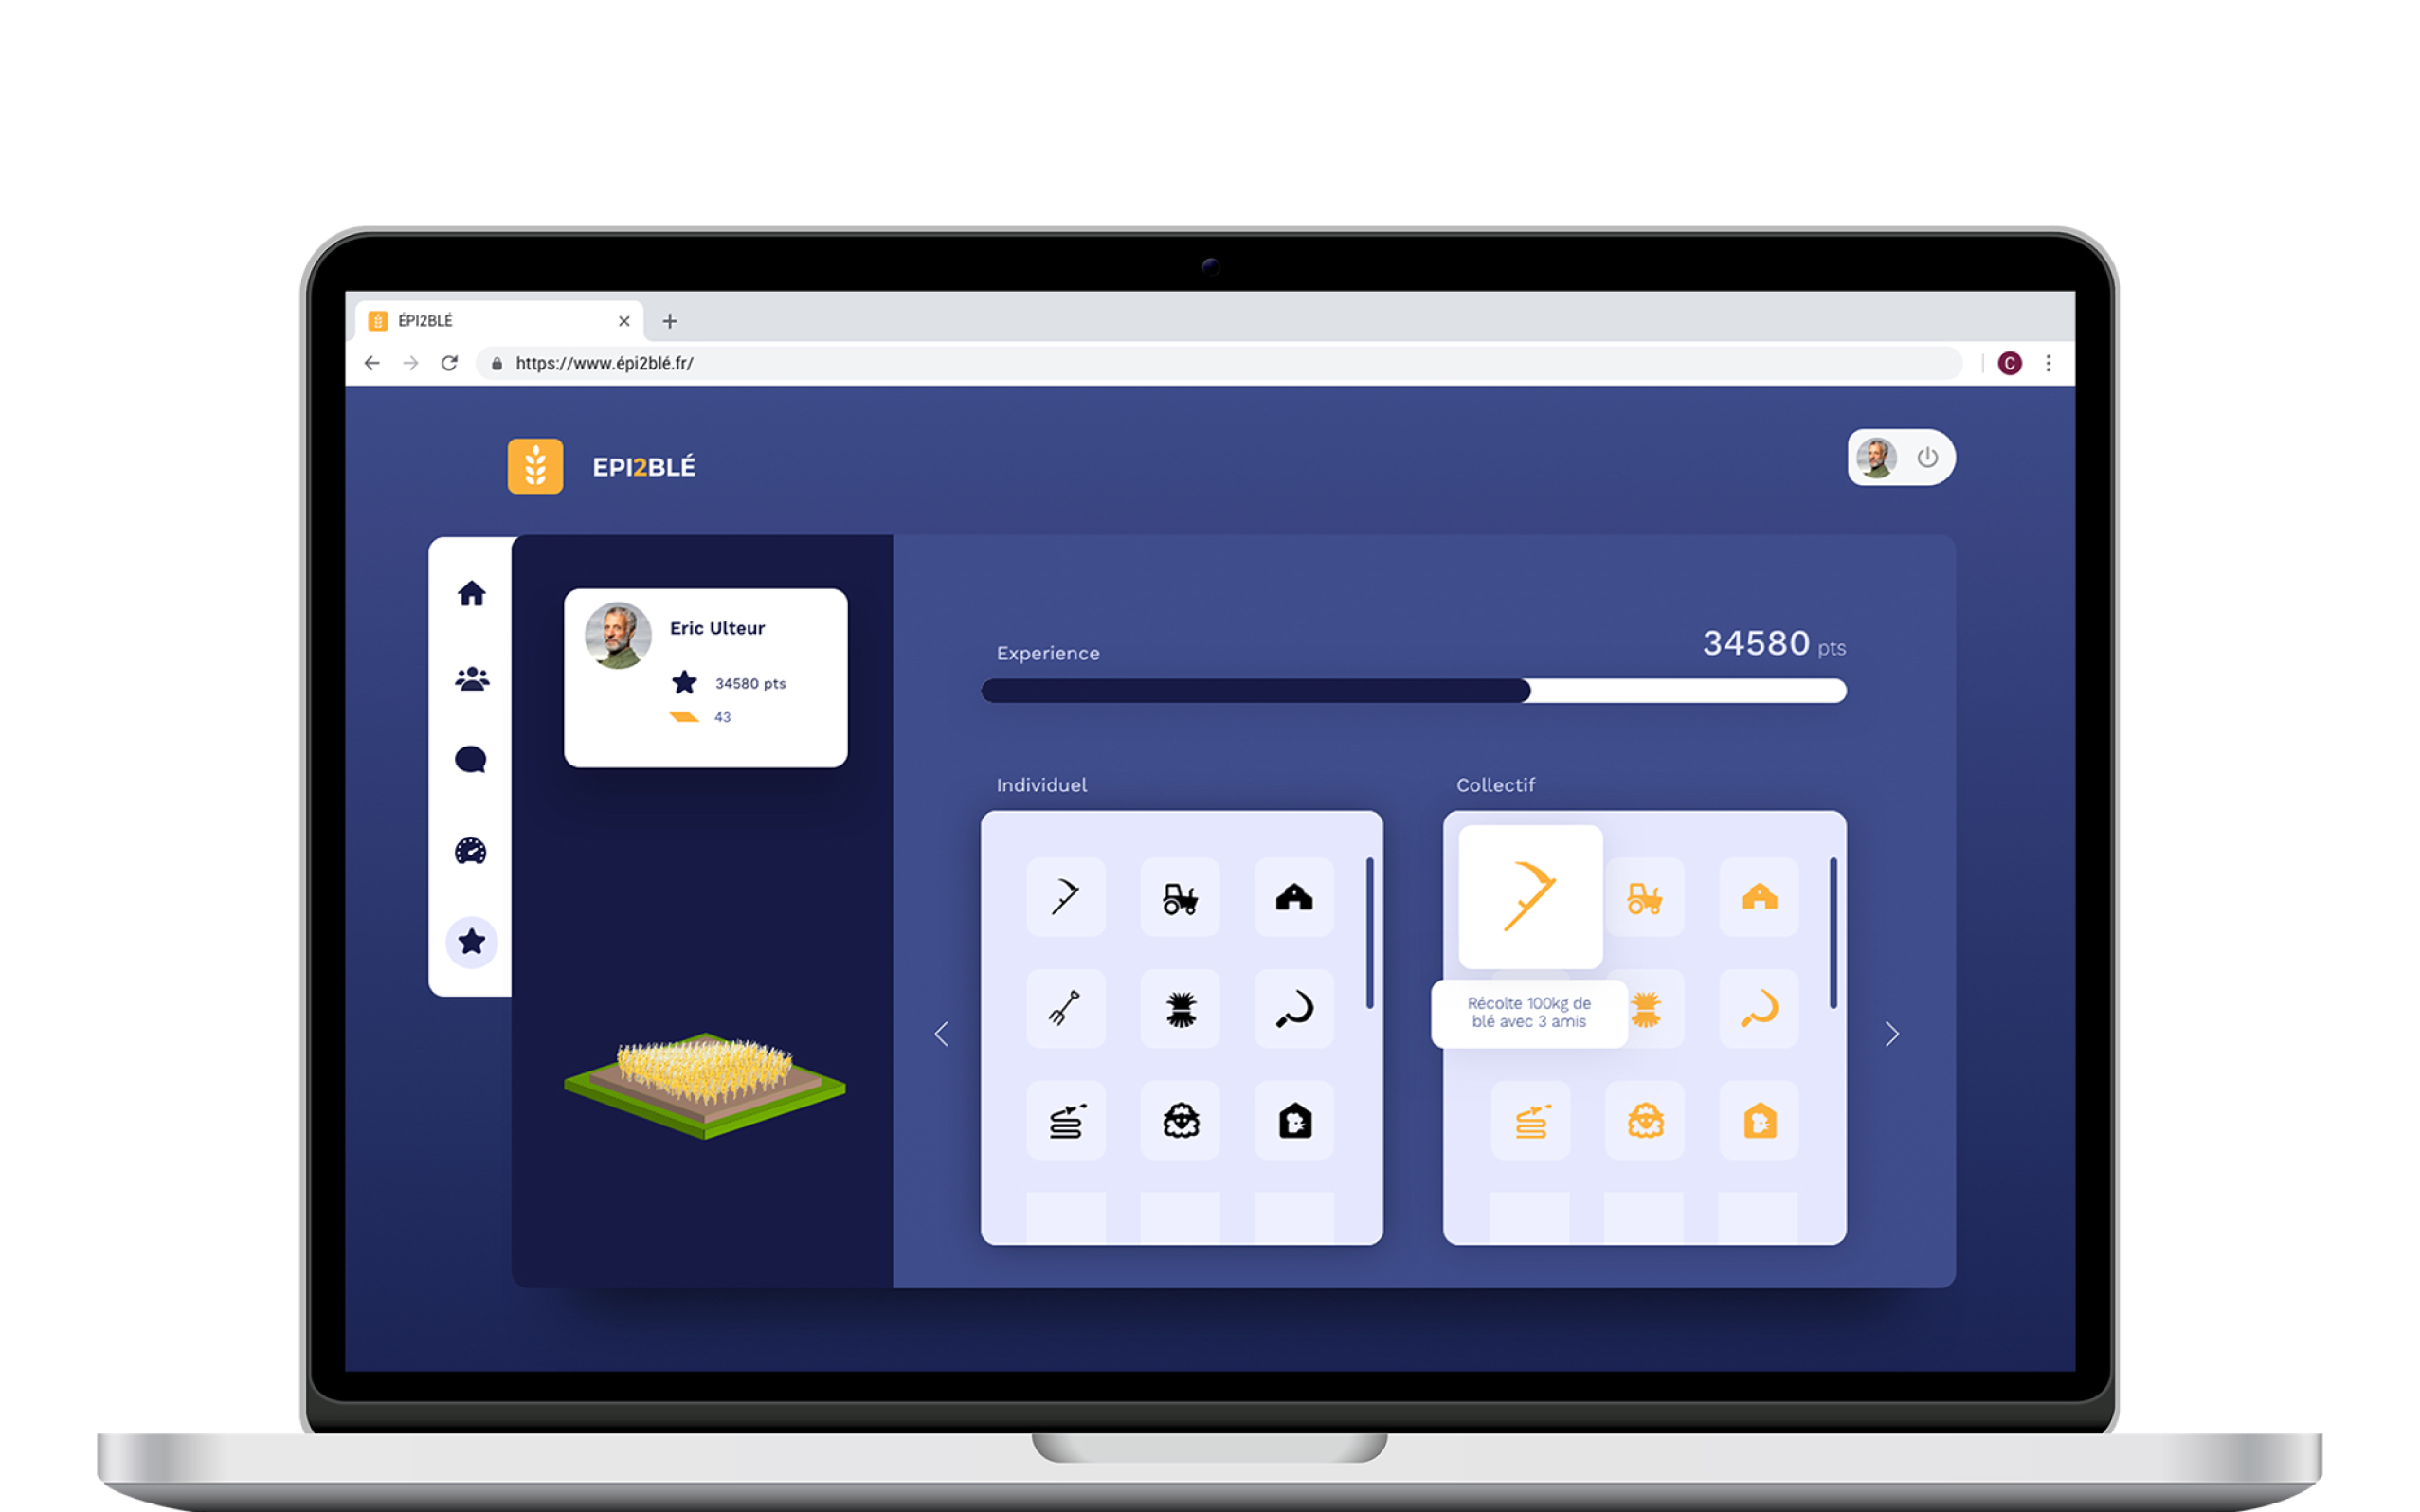 ÉPI2BLÉ
https://www.épi2blé.fr/
C
EPI2BLÉ
Eric Ulteur
34580 pts
43
Experience
34580 pts
Individuel
Collectif
Récolte 100kg de
blé avec 3 amis